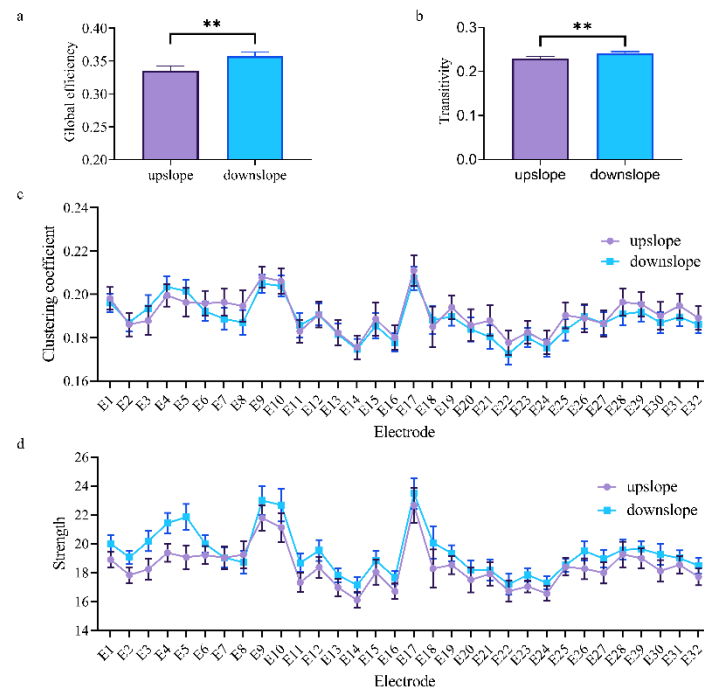 a
**
Global efficiency
0.40
0.35
0.30
0.25
0.20
upslope downslope
b
**
Transitivity
0.3
0.2
0.1
0.0
upslope downslope
c
Clustering coefficient
0.24
0.22
0.20
0.18
0.16
upslope
downslope
E1 E2 E3 E4 E5 E6 E7 E8 E9 E10 E11 E12 E13 E14 E15 E16 E17 E18 E19 E20 E21 E22 E23 E24 E25 E26 E27 E28 E29 E30 E31 E32
Electrode
d
Strength
26
24
22
20
18
16
14
upslope
downslope
E1 E2 E3 E4 E5 E6 E7 E8 E9 E10 E11 E12 E13 E14 E15 E16 E17 E18 E19 E20 E21 E22 E23 E24 E25 E26 E27 E28 E29 E30 E31 E32
Electrode